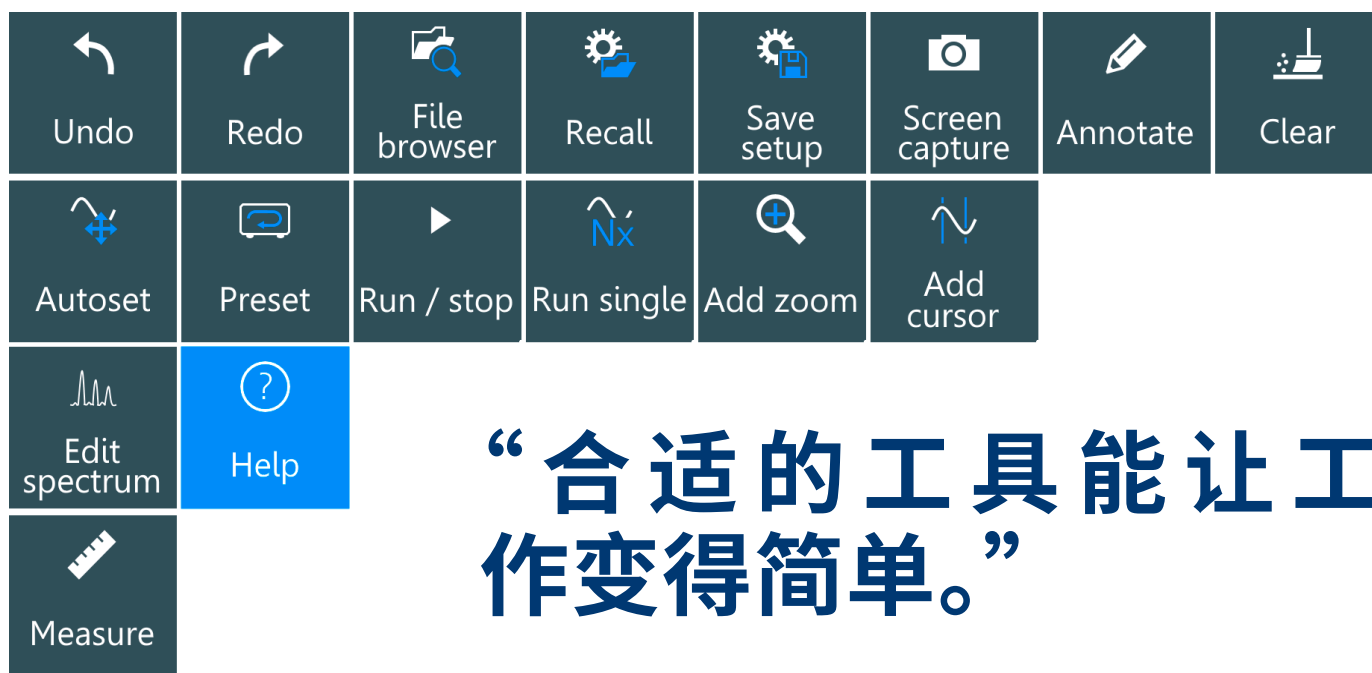 Undo
Redo
File
browser
Recall
Save
setup
Screen
capture
Annotate
Clear
Autoset
Preset
Run / stop
Run single
Nx
Add zoom
Add
cursor
Edit
spectrum
?
Help
Measure
“合适的工具能让工
作变得简单。”